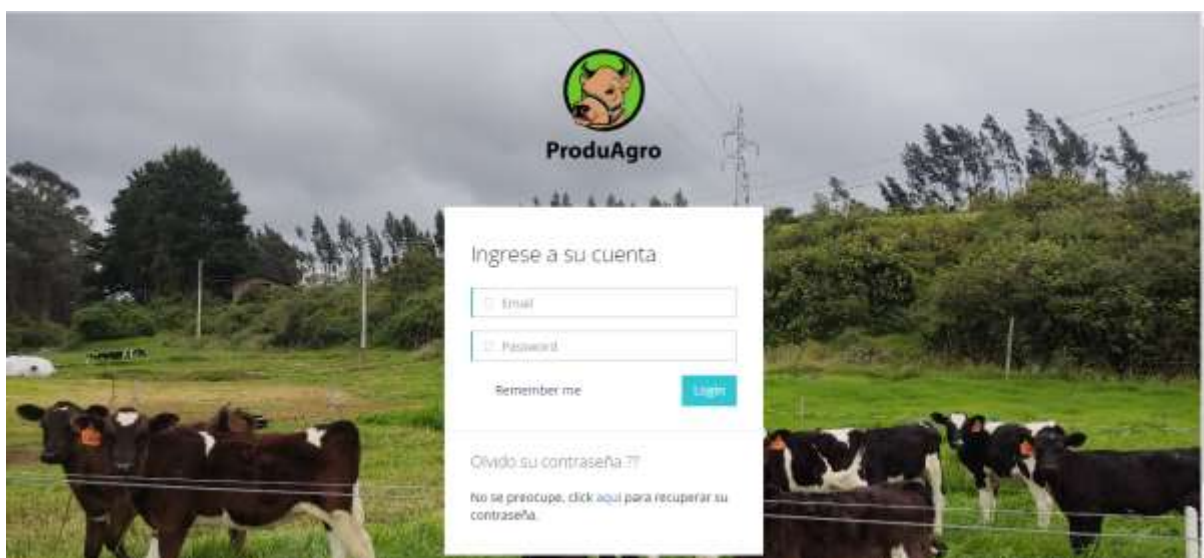 ProduAgro
Ingrese a su cuenta
Email
Password
Remember me
Login
Olvido su contraseña ??
No se preocupe, click aqui para recuperar su
contraseña.